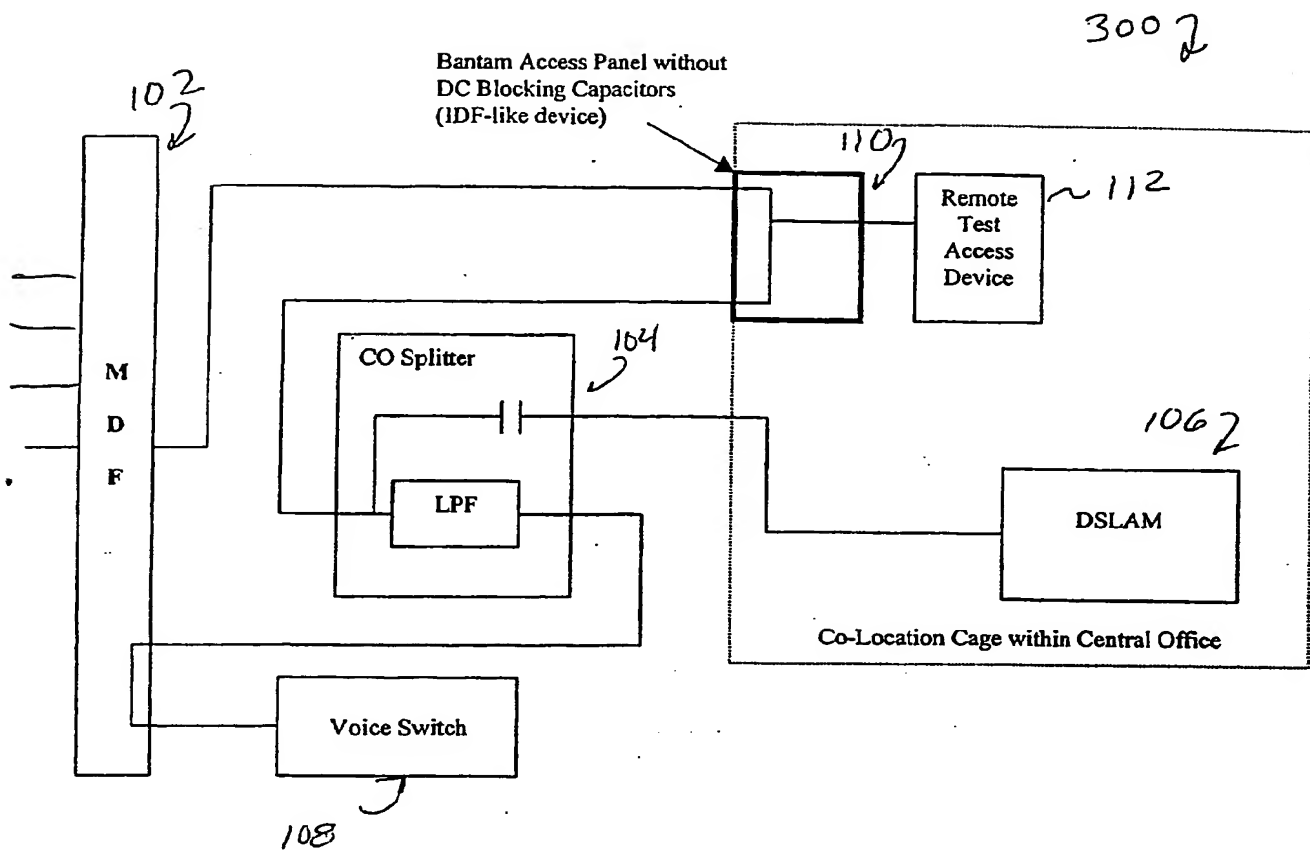 300
Bantam Access Panel without
DC Blocking Capacitors
(IDF-like device)
102
110
Remote
Test
Access
Device
112
CO Splitter
104
M
D
F
LPF
106
DSLAM
Co-Location Cage within Central Office
Voice Switch
108